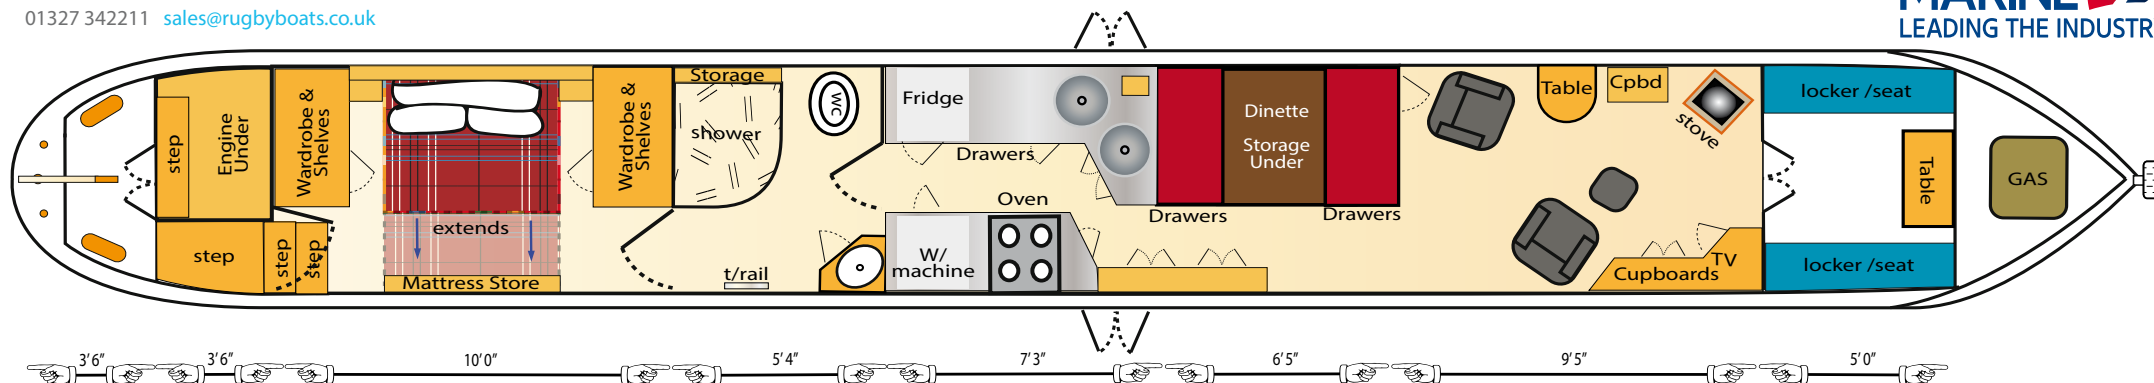 01327 342211 sales@rugbyboats.co.uk
MARINE
LEADING THE INDUSTR
step
Engine
Under
Wardrobe &
Shelves
Wardrobe &
Shelves
Storage
shower
WC
Fridge
Drawers
Dinette
Storage
Under
Drawers
Drawers
Table
Cpbd
stove
locker /seat
Table
GAS
locker /seat
step
step
step
extends
Mattress Store
t/rail
W/
machine
Oven
Cupboards
TV
3'6"
3'6"
10'0"
5'4"
7'3"
6'5"
9'5"
5'0"